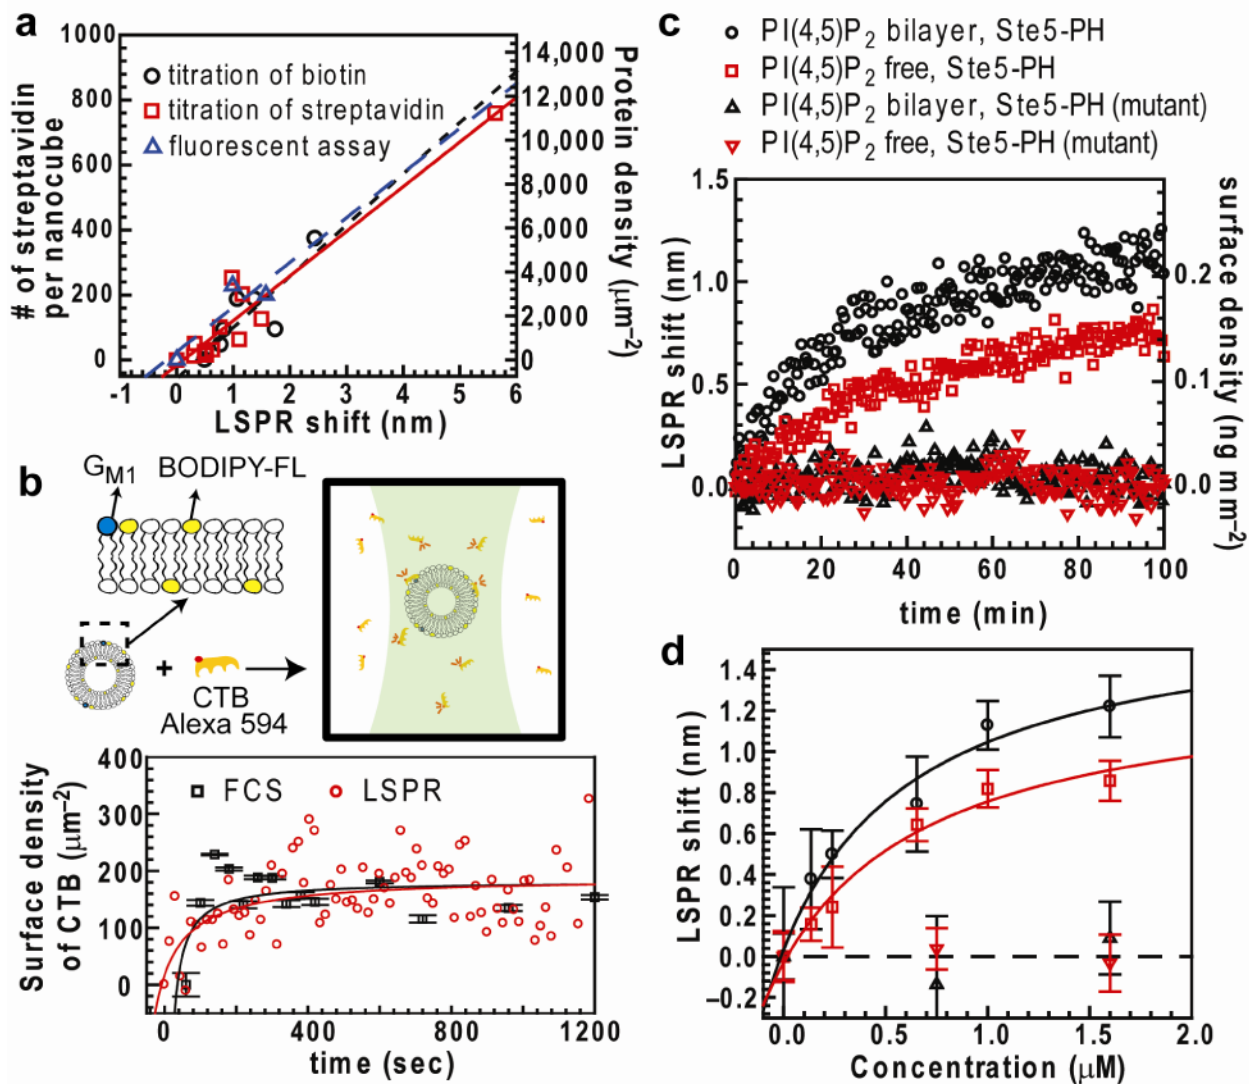 a
1000
800
600
400
200
0
# of streptavidin
per nanocube
titration of biotin
titration of streptavidin
fluorescent assay
14,000
12,000
10,000
8,000
6,000
4,000
2,000
0
Protein density (μm⁻²)
-1 0 1 2 3 4 5 6
LSPR shift (nm)
b
G_M1 BODIPY-FL
+
CTB
Alexa 594
400
300
200
100
0
Surface density
of CTB (μm⁻²)
FCS LSPR
0 400 800 1200
time (sec)
c
PI(4,5)P₂ bilayer, Ste5-PH
PI(4,5)P₂ free, Ste5-PH
PI(4,5)P₂ bilayer, Ste5-PH (mutant)
PI(4,5)P₂ free, Ste5-PH (mutant)
1.5
1.0
0.5
0.0
LSPR shift (nm)
0.2
0.1
0.0
surface density (ng mm⁻²)
0 20 40 60 80 100
time (min)
d
1.4
1.2
1.0
0.8
0.6
0.4
0.2
0.0
−0.2
LSPR shift (nm)
0.0 0.5 1.0 1.5 2.0
Concentration (μM)